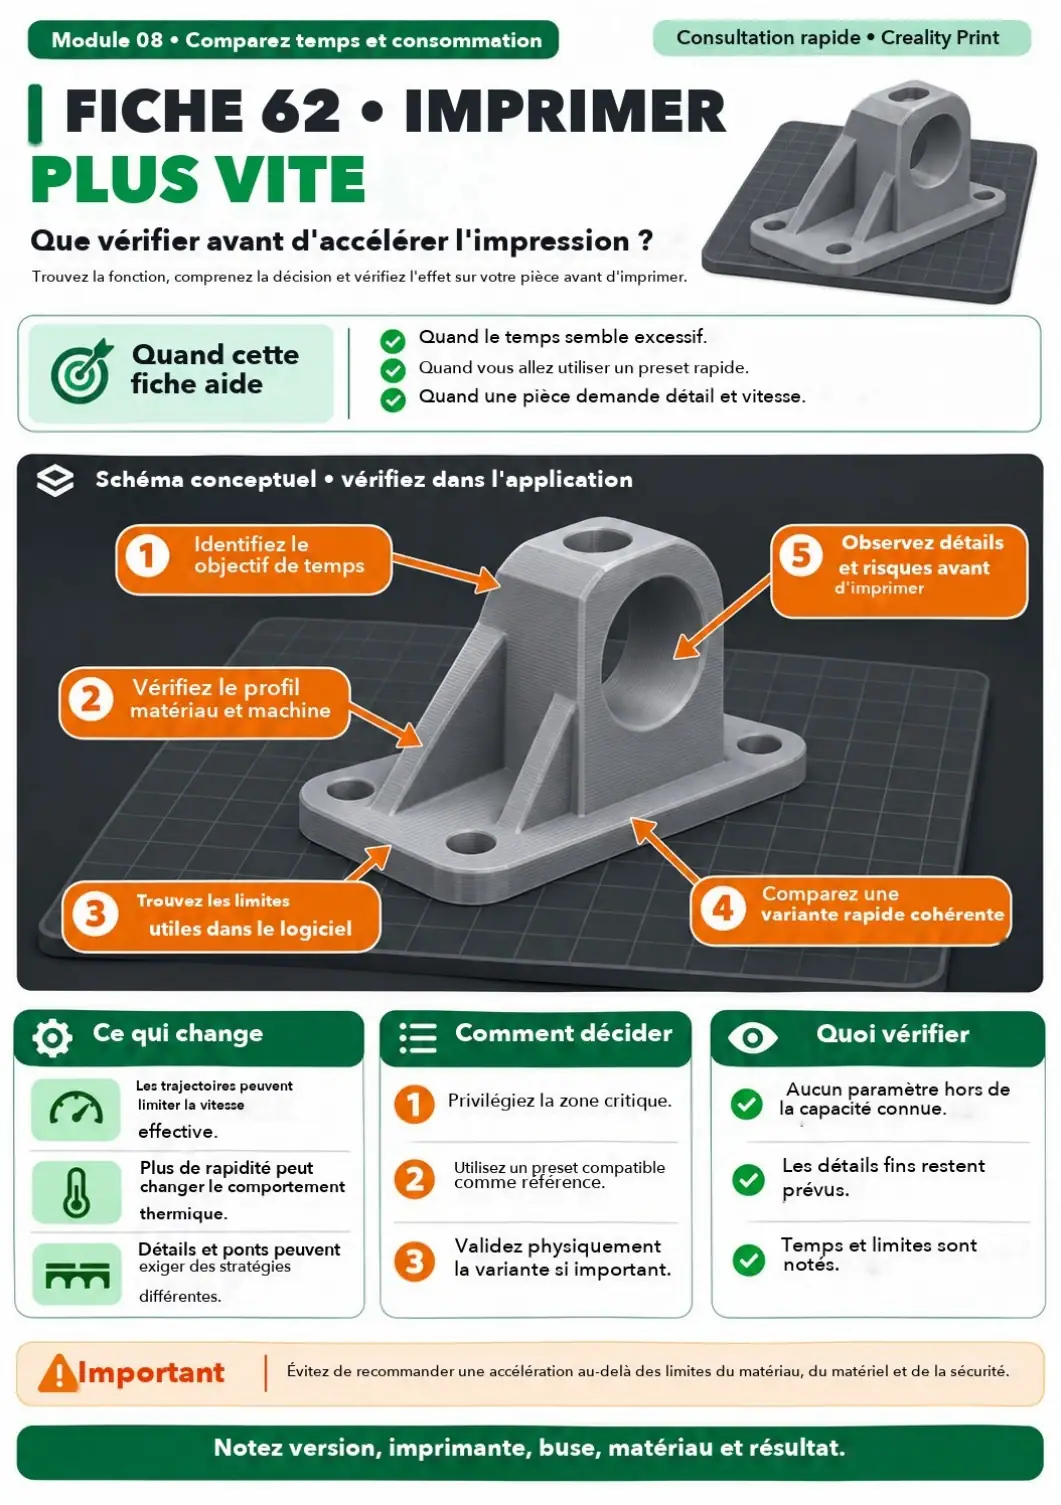 Module 08 • Comparez temps et consommation
Consultation rapide • Creality Print
FICHE 62 • IMPRIMER
PLUS VITE
Que vérifier avant d'accélérer l'impression ?
Trouvez la fonction, comprenez la décision et vérifiez l'effet sur votre pièce avant d'imprimer.
Quand cette
fiche aide
Quand le temps semble excessif.
Quand vous allez utiliser un preset rapide.
Quand une pièce demande détail et vitesse.
Schéma conceptuel • vérifiez dans l'application
1
Identifiez le
objectif de temps
5
Observez détails
et risques avant
d'imprimer
2
Vérifiez le profil
matériau et machine
3
Trouvez les limites
utiles dans le logiciel
4
Comparez une
variante rapide cohérente
Ce qui change
Les trajectoires peuvent
limiter la vitesse
effective.
Plus de rapidité peut
changer le comportement
thermique.
Détails et ponts peuvent
exiger des stratégies
différentes.
Comment décider
1
Privilégiez la zone critique.
2
Utilisez un preset compatible
comme référence.
3
Validez physiquement
la variante si important.
Quoi vérifier
Aucun paramètre hors de
la capacité connue.
Les détails fins restent
prévus.
Temps et limites sont
notés.
Important
Évitez de recommander une accélération au-delà des limites du matériau, du matériel et de la sécurité.
Notez version, imprimante, buse, matériau et résultat.